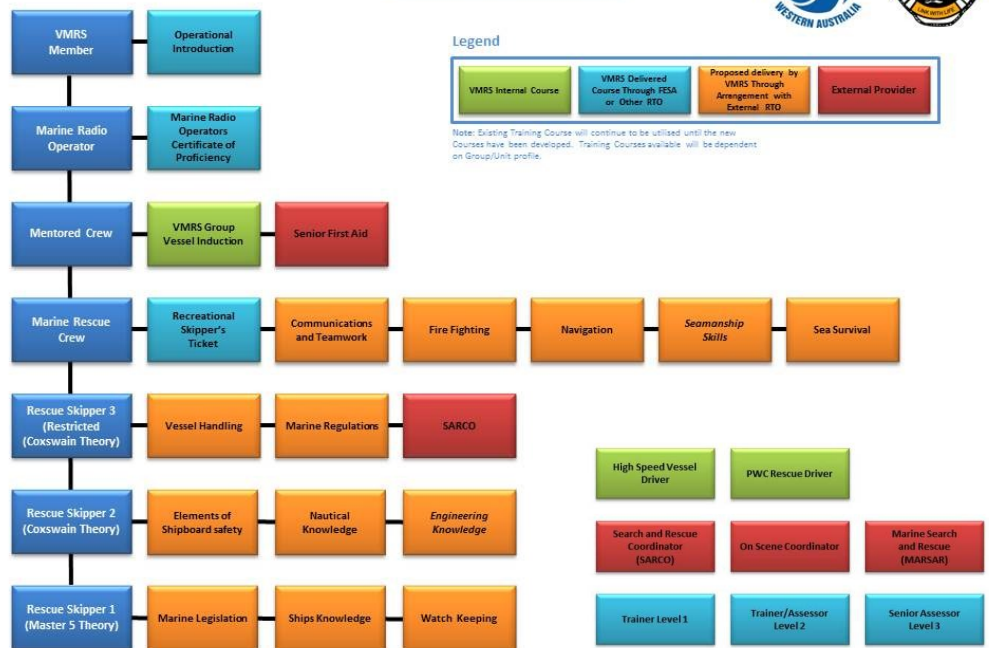 WESTERN AUSTRALIA
LINK WITH LIFE
VMRS
Member
Operational
Introduction
Legend
VMRS Internal Course
VMRS Delivered
Course Through FESA
or Other RTO
Proposed delivery by
VMRS Through
Arrangement with
External RTO
External Provider
Note: Existing Training Course will continue to be utilised until the new
Courses have been developed. Training Courses available will be dependent
on Group/Unit profile.
Marine Radio
Operator
Marine Radio
Operators
Certificate of
Proficiency
Mentored Crew
VMRS Group
Vessel Induction
Senior First Aid
Marine Rescue
Crew
Recreational
Skipper's
Ticket
Communications
and Teamwork
Fire Fighting
Navigation
Seamanship
Skills
Sea Survival
Rescue Skipper 3
(Restricted
(Coxswain Theory)
Vessel Handling
Marine Regulations
SARCO
Rescue Skipper 2
(Coxswain Theory)
Elements of
Shipboard safety
Nautical
Knowledge
Engineering
Knowledge
Rescue Skipper 1
(Master 5 Theory)
Marine Legislation
Ships Knowledge
Watch Keeping
High Speed Vessel
Driver
PWC Rescue Driver
Search and Rescue
Coordinator
(SARCO)
On Scene Coordinator
Marine Search
and Rescue
(MARSAR)
Trainer Level 1
Trainer/Assessor
Level 2
Senior Assessor
Level 3